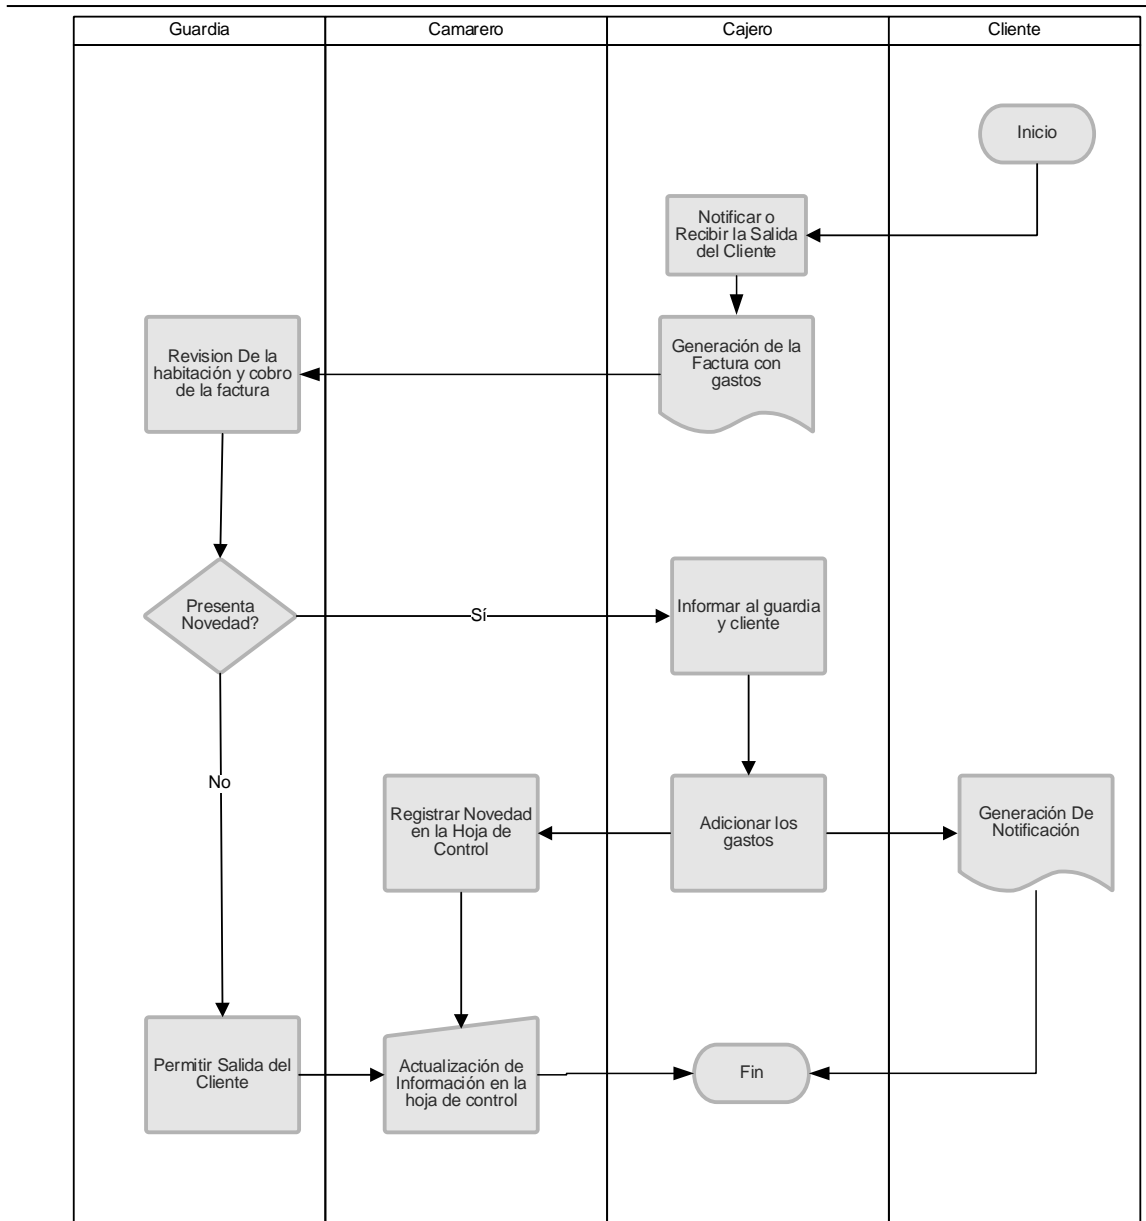 Guardia
Camarero
Cajero
Cliente
Inicio
Notificar o
Recibir la Salida
del Cliente
Generación de la
Factura con
gastos
Revision De la
habitación y cobro
de la factura
Presenta
Novedad?
Sí
Informar al guardia
y cliente
No
Registrar Novedad
en la Hoja de
Control
Adicionar los
gastos
Generación De
Notificación
Permitir Salida del
Cliente
Actualización de
Información en la
hoja de control
Fin